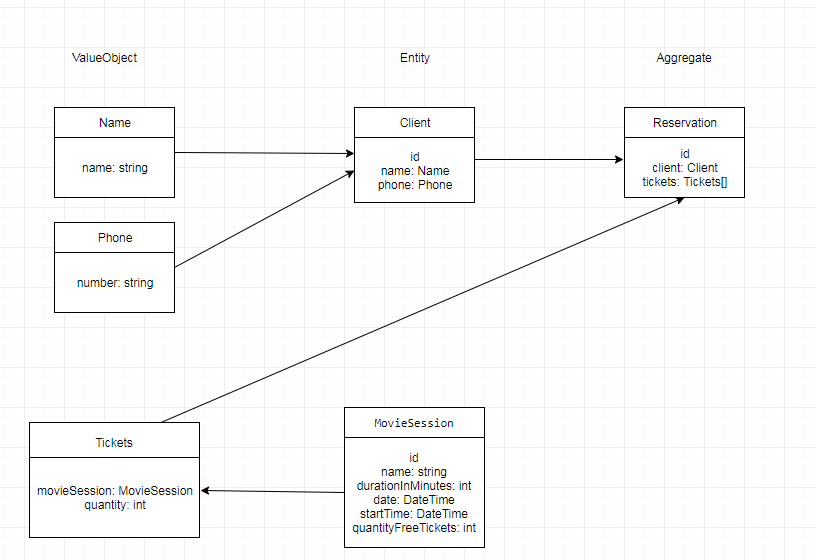 ValueObject
Entity
Aggregate
Name
name: string
Client
id
name: Name
phone: Phone
Reservation
id
client: Client
tickets: Tickets[]
Phone
number: string
Tickets
movieSession: MovieSession
quantity: int
MovieSession
id
name: string
durationInMinutes: int
date: DateTime
startTime: DateTime
quantityFreeTickets: int